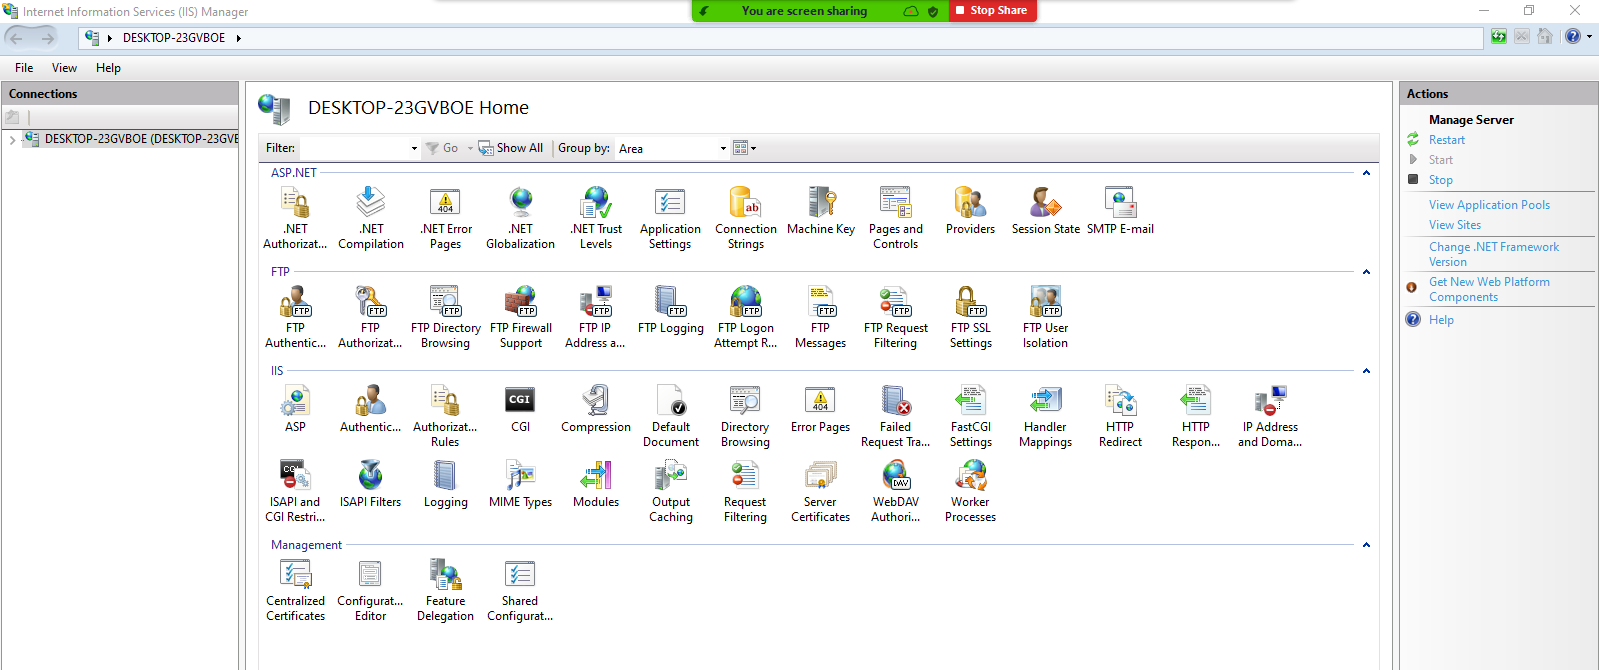 Internet Information Services (IIS) Manager
You are screen sharing
Stop Share
DESKTOP-23GVBOE
File View Help
Connections
DESKTOP-23GVBOE (DESKTOP-23GVE
DESKTOP-23GVBOE Home
Filter: Go Show All Group by: Area
ASP.NET
.NET Authorizat...
.NET Compilation
.NET Error Pages
.NET Globalization
.NET Trust Levels
Application Settings
Connection Strings
Machine Key
Pages and Controls
Providers
Session State
SMTP E-mail
FTP
FTP Authentic...
FTP Authorizat...
FTP Directory Browsing
FTP Firewall Support
FTP IP Address a...
FTP Logging
FTP Logon Attempt R...
FTP Messages
FTP Request Filtering
FTP SSL Settings
FTP User Isolation
IIS
ASP
Authentic...
Authorizat... Rules
CGI
Compression
Default Document
Directory Browsing
Error Pages
Failed Request Tra...
FastCGI Settings
Handler Mappings
HTTP Redirect
HTTP Respon...
IP Address and Doma...
ISAPI and CGI Restri...
ISAPI Filters
Logging
MIME Types
Modules
Output Caching
Request Filtering
Server Certificates
WebDAV Authori...
Worker Processes
Management
Centralized Certificates
Configurat... Editor
Feature Delegation
Shared Configurat...
Actions
Manage Server
Restart
Start
Stop
View Application Pools
View Sites
Change .NET Framework
Version
Get New Web Platform
Components
Help